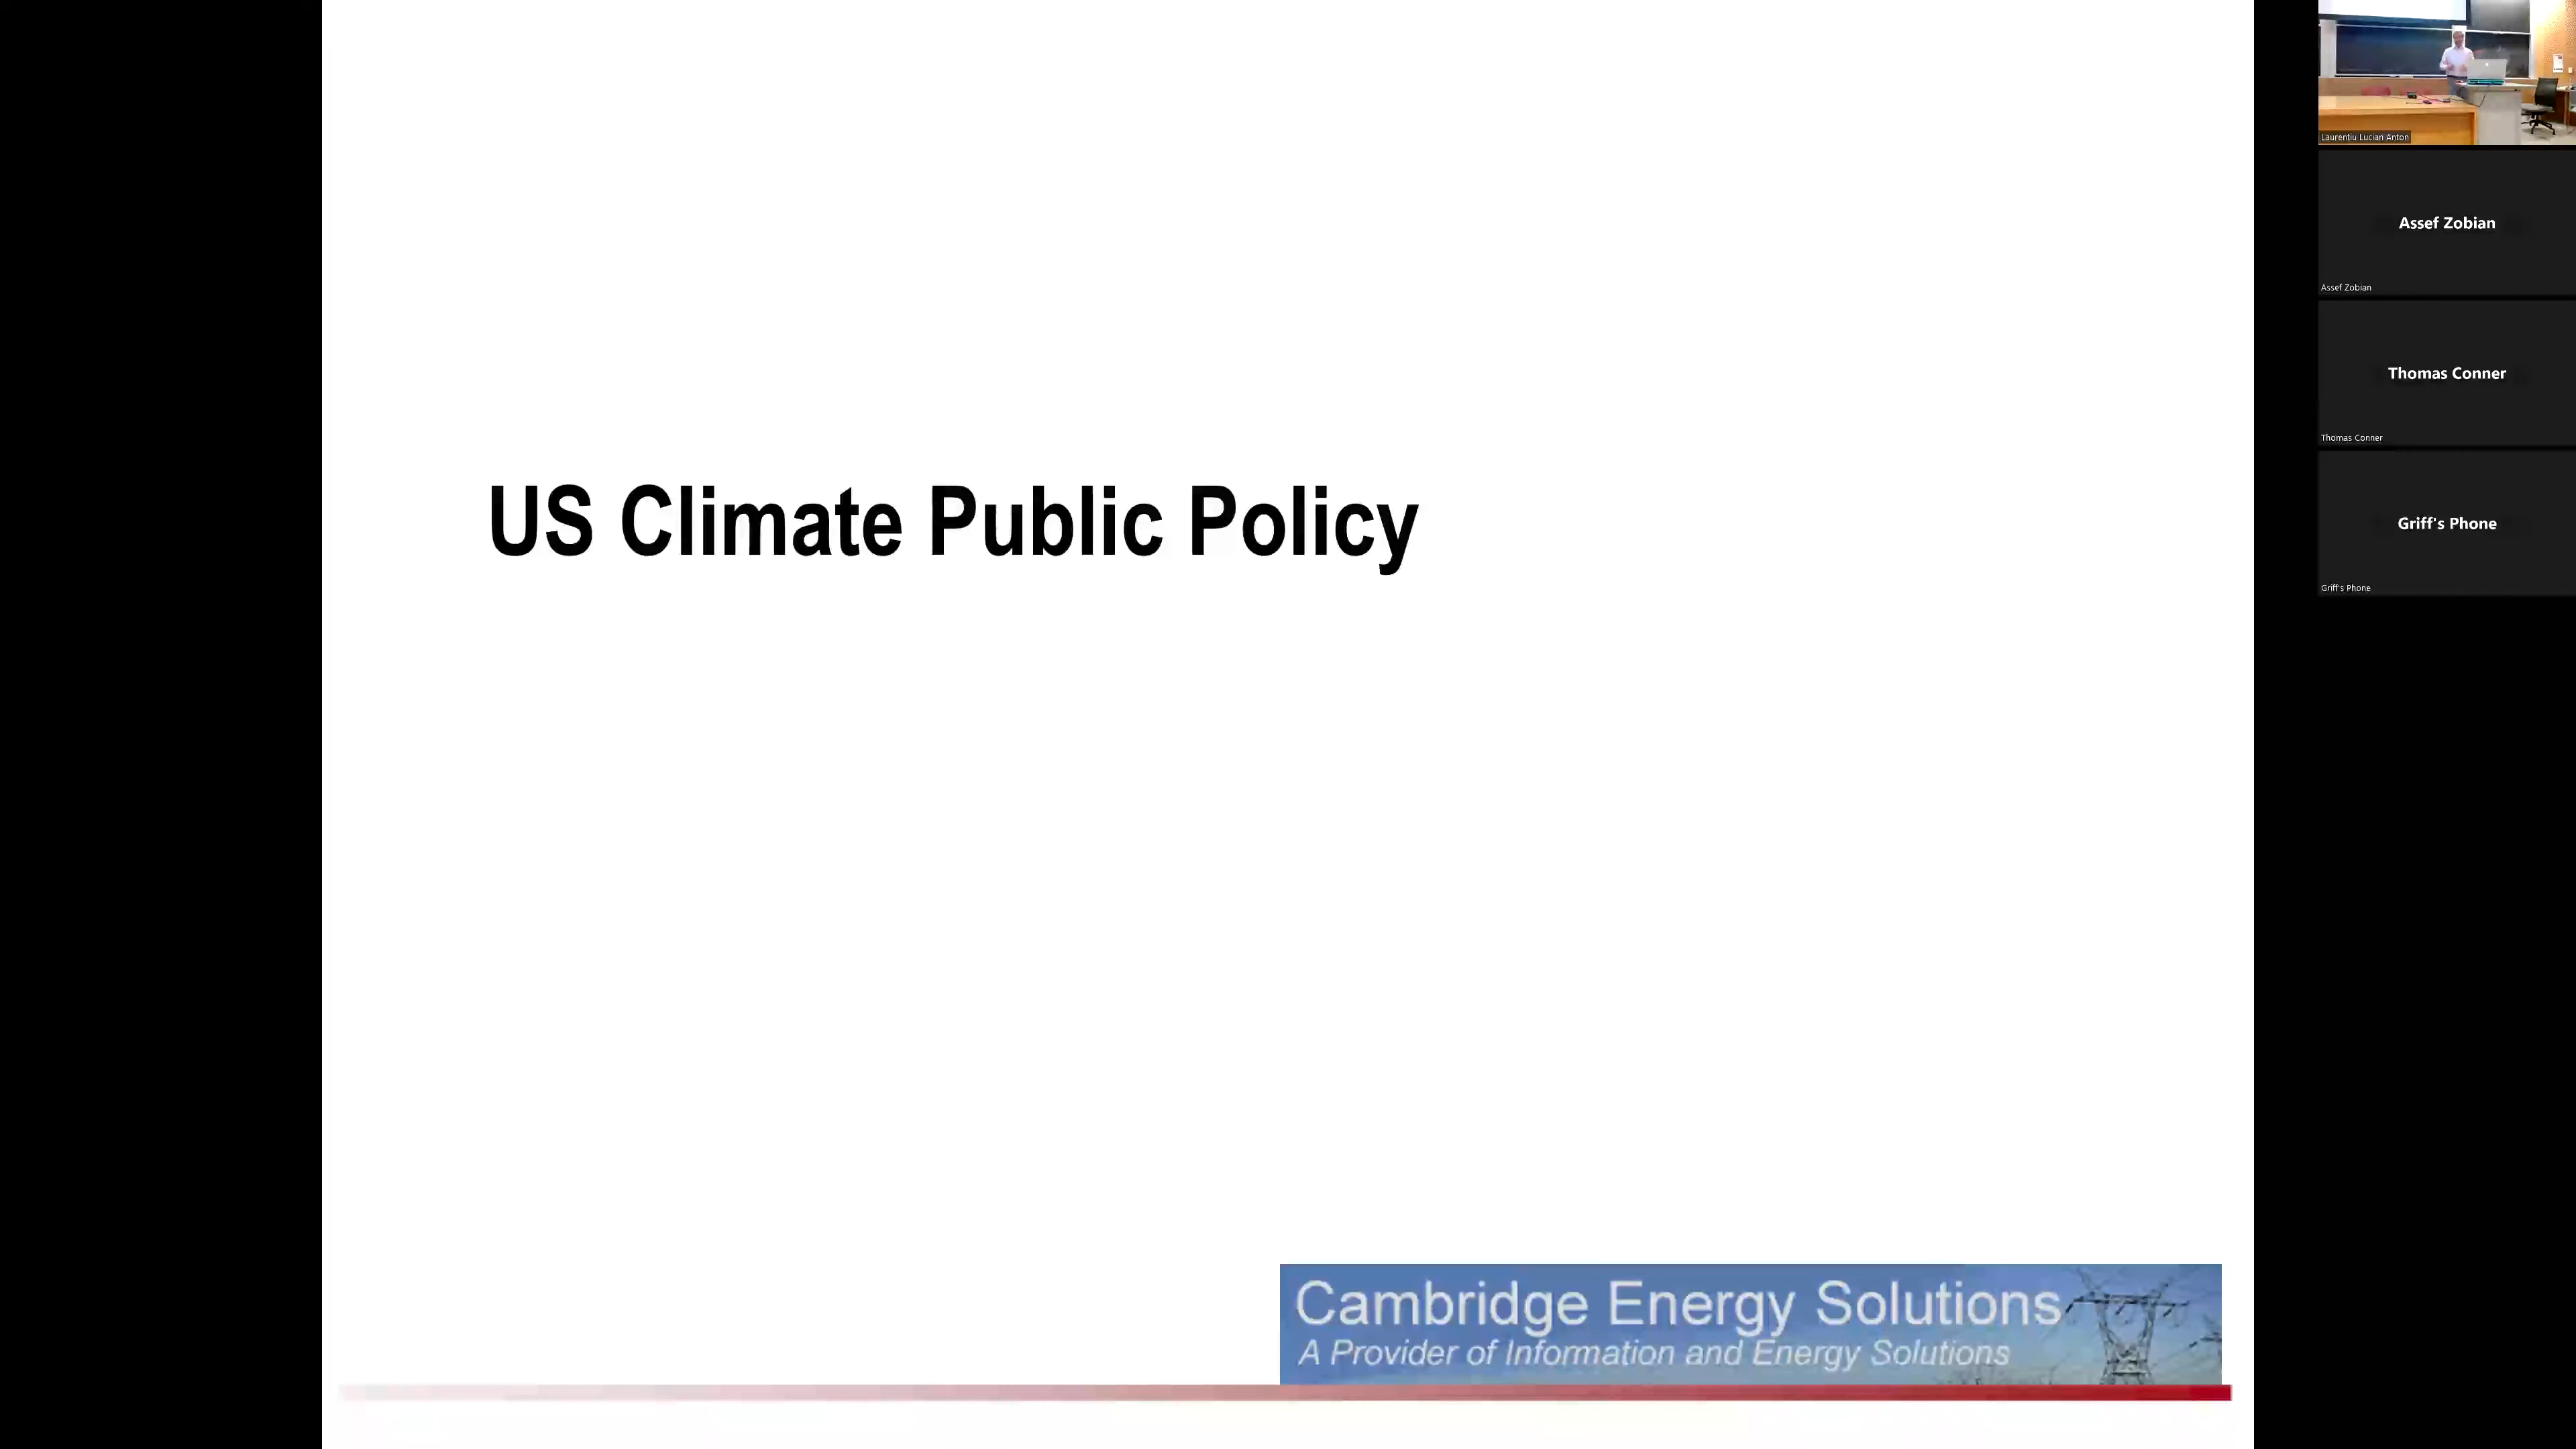 US Climate Public Policy
Cambridge Energy Solutions
A Provider of Information and Energy Solutions
Laurentiu Lucian Anton
Assef Zobian
Assef Zobian
Thomas Conner
Thomas Conner
Griff's Phone
Griff's Phone